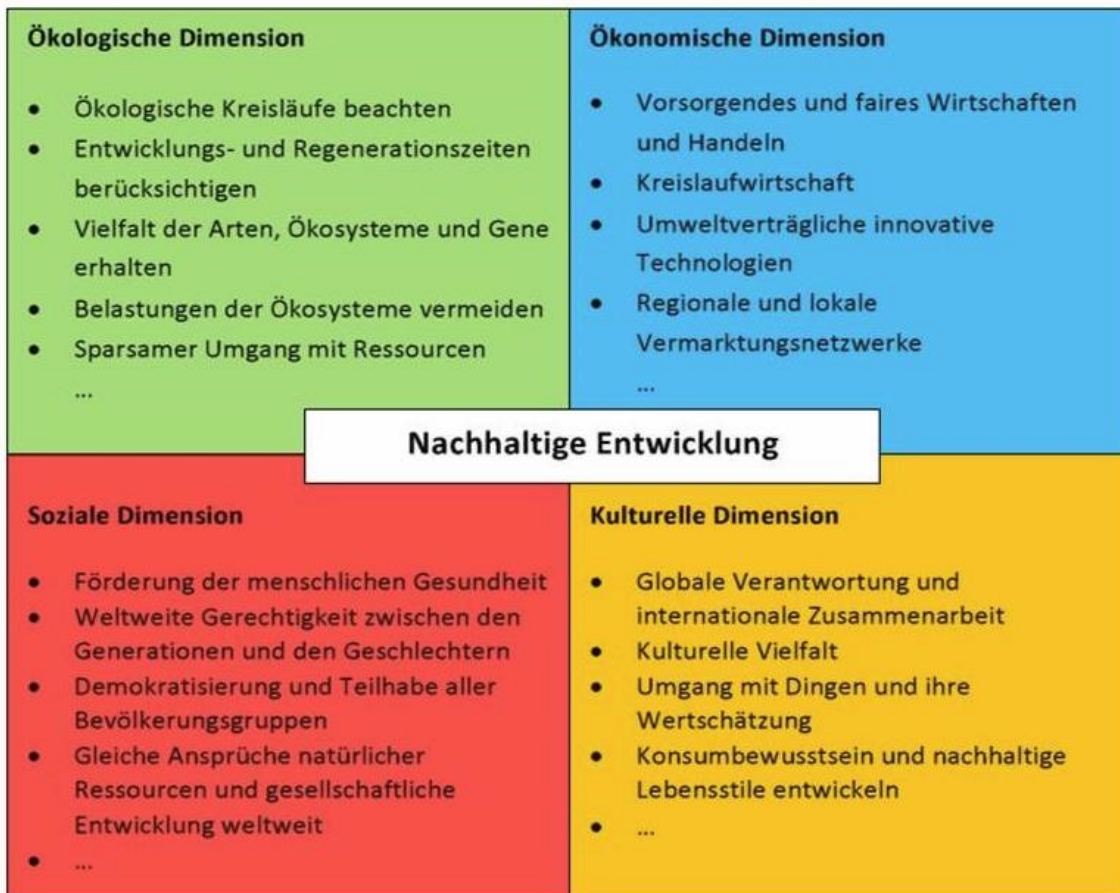 Ökologische Dimension
• Ökologische Kreisläufe beachten
• Entwicklungs- und Regenerationszeiten
berücksichtigen
• Vielfalt der Arten, Ökosysteme und Gene
erhalten
• Belastungen der Ökosysteme vermeiden
• Sparsamer Umgang mit Ressourcen
...
Ökonomische Dimension
• Vorsorgendes und faires Wirtschaften
und Handeln
• Kreislaufwirtschaft
• Umweltverträgliche innovative
Technologien
• Regionale und lokale
Vermarktungsnetzwerke
...
Nachhaltige Entwicklung
Soziale Dimension
• Förderung der menschlichen Gesundheit
• Weltweite Gerechtigkeit zwischen den
Generationen und den Geschlechtern
• Demokratisierung und Teilhabe aller
Bevölkerungsgruppen
• Gleiche Ansprüche natürlicher
Ressourcen und gesellschaftliche
Entwicklung weltweit
• ...
Kulturelle Dimension
• Globale Verantwortung und
internationale Zusammenarbeit
• Kulturelle Vielfalt
• Umgang mit Dingen und ihre
Wertschätzung
• Konsumbewusstsein und nachhaltige
Lebensstile entwickeln
• ...